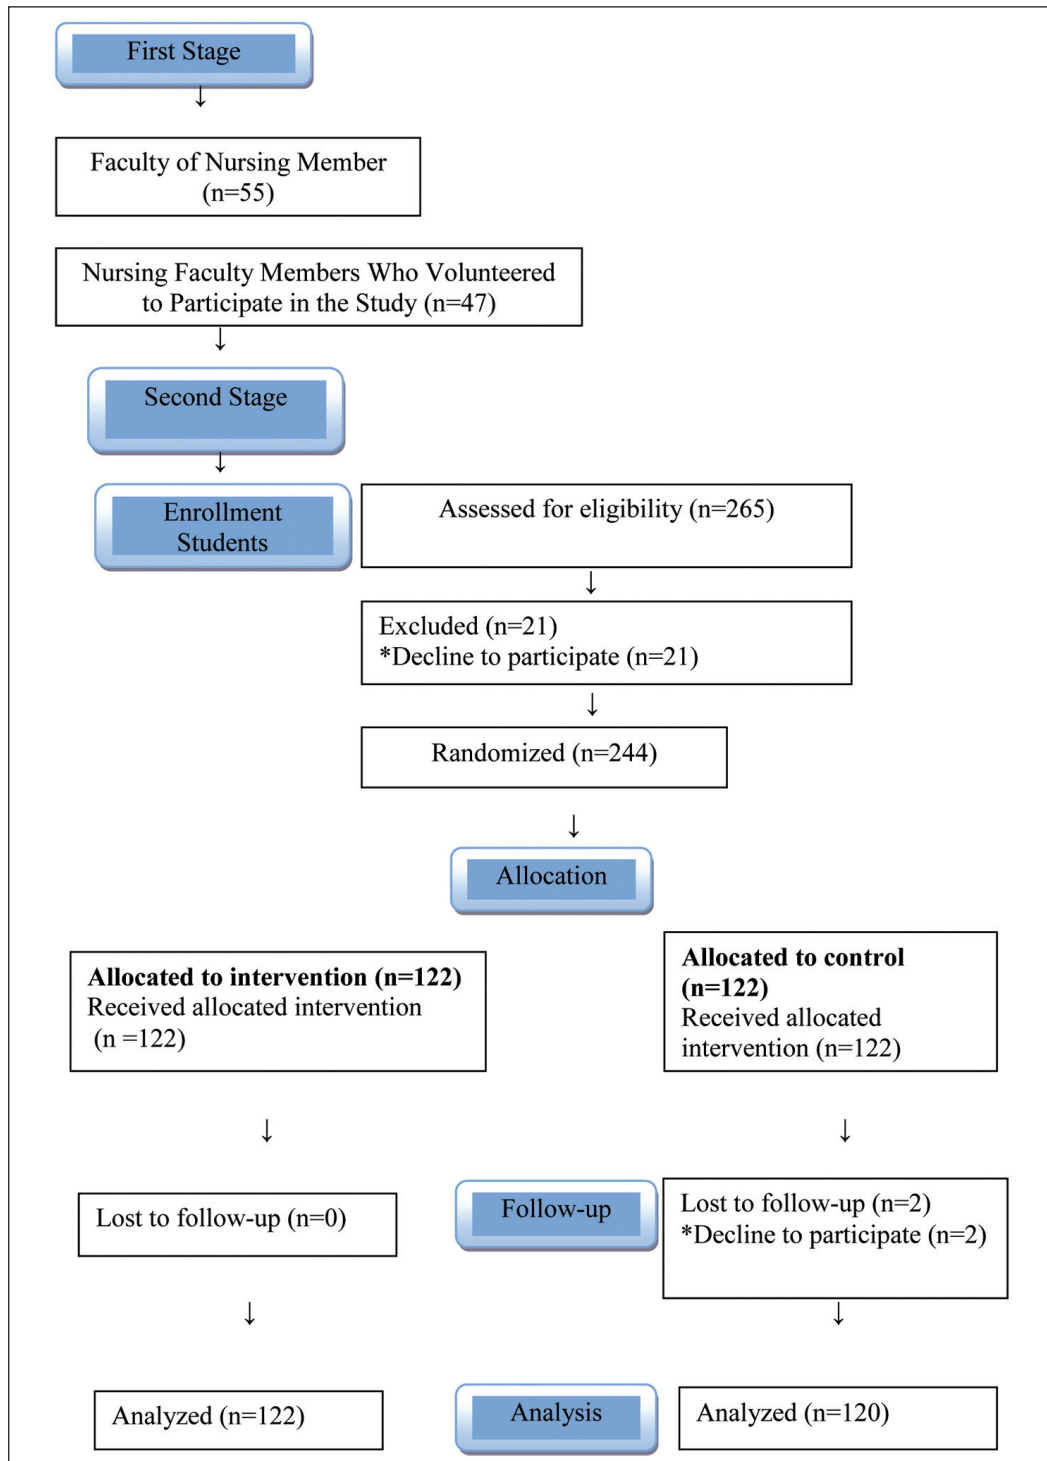 First Stage
↓
Faculty of Nursing Member
(n=55)
Nursing Faculty Members Who Volunteered
to Participate in the Study (n=47)
↓
Second Stage
↓
Enrollment
Students
Assessed for eligibility (n=265)
↓
Excluded (n=21)
*Decline to participate (n=21)
↓
Randomized (n=244)
↓
Allocation
Allocated to intervention (n=122)
Received allocated intervention
(n =122)
Allocated to control
(n=122)
Received allocated
intervention (n=122)
↓
↓
Lost to follow-up (n=0)
Follow-up
Lost to follow-up (n=2)
*Decline to participate (n=2)
↓
↓
Analyzed (n=122)
Analysis
Analyzed (n=120)